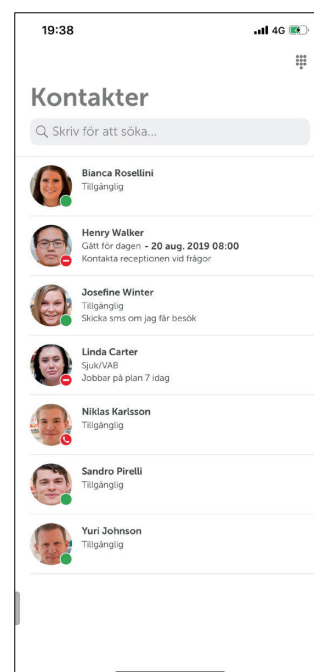 19:38
4G
Kontakter
Skriv för att söka...
Bianca Rosellini
Tillgänglig
Henry Walker
Gått för dagen - 20 aug. 2019 08:00
Kontakta receptionen vid frågor
Josefine Winter
Tillgänglig
Skicka sms om jag får besök
Linda Carter
Sjuk/VAB
Jobbar på plan 7 idag
Niklas Karlsson
Tillgänglig
Sandro Pirelli
Tillgänglig
Yuri Johnson
Tillgänglig